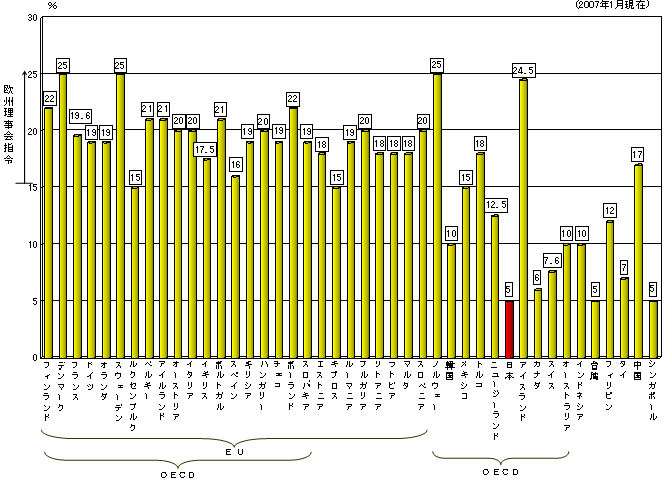 %
(2007年1月現在)
30
25
20
15
10
5
0
欧州理事会指令
22
25
19.6
19
19
25
15
21
21
20
20
17.5
21
16
19
20
19
22
19
18
15
19
20
18
18
18
20
25
10
15
18
12.5
5
24.5
6
7.6
10
10
5
12
7
17
5
フィンランド
デンマーク
フランス
ドイツ
オランダ
スウェーデン
ルクセンブルク
ベルギー
アイルランド
オーストリア
イタリア
イギリス
ポルトガル
スペイン
ギリシア
ハンガリー
チェコ
ポーランド
スロバキア
エストニア
キプロス
ルーマニア
ブルガリア
リトアニア
ラトビア
マルタ
スロベニア
ノルウェー
韓国
メキシコ
トルコ
ニュージーランド
日本
アイスランド
カナダ
スイス
オーストラリア
インドネシア
台湾
フィリピン
タイ
中国
シンガポール
EU
OECD
OECD